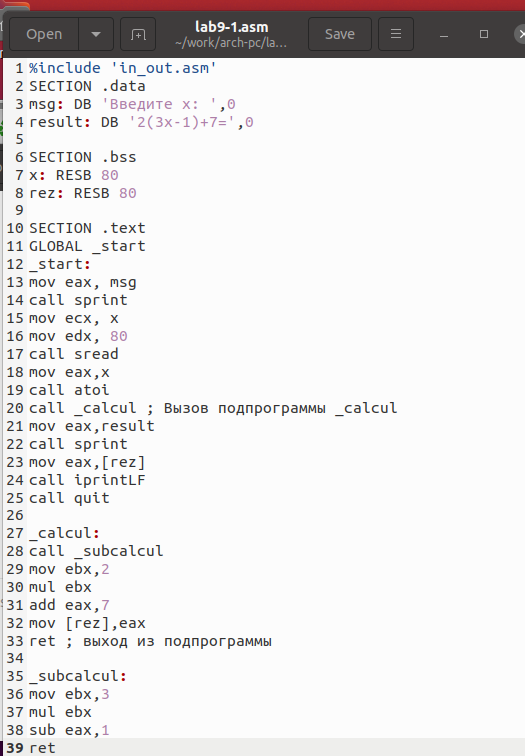 Open lab9-1.asm Save
~/work/arch-pc/la...
1 %include 'in_out.asm'
2 SECTION .data
3 msg: DB 'Введите x: ',0
4 result: DB '2(3x-1)+7=',0
5
6 SECTION .bss
7 x: RESB 80
8 rez: RESB 80
9
10 SECTION .text
11 GLOBAL _start
12 _start:
13 mov eax, msg
14 call sprint
15 mov ecx, x
16 mov edx, 80
17 call sread
18 mov eax,x
19 call atoi
20 call _calcul ; Вызов подпрограммы _calcul
21 mov eax,result
22 call sprint
23 mov eax,[rez]
24 call iprintLF
25 call quit
26
27 _calcul:
28 call _subcalcul
29 mov ebx,2
30 mul ebx
31 add eax,7
32 mov [rez],eax
33 ret ; выход из подпрограммы
34
35 _subcalcul:
36 mov ebx,3
37 mul ebx
38 sub eax,1
39 ret